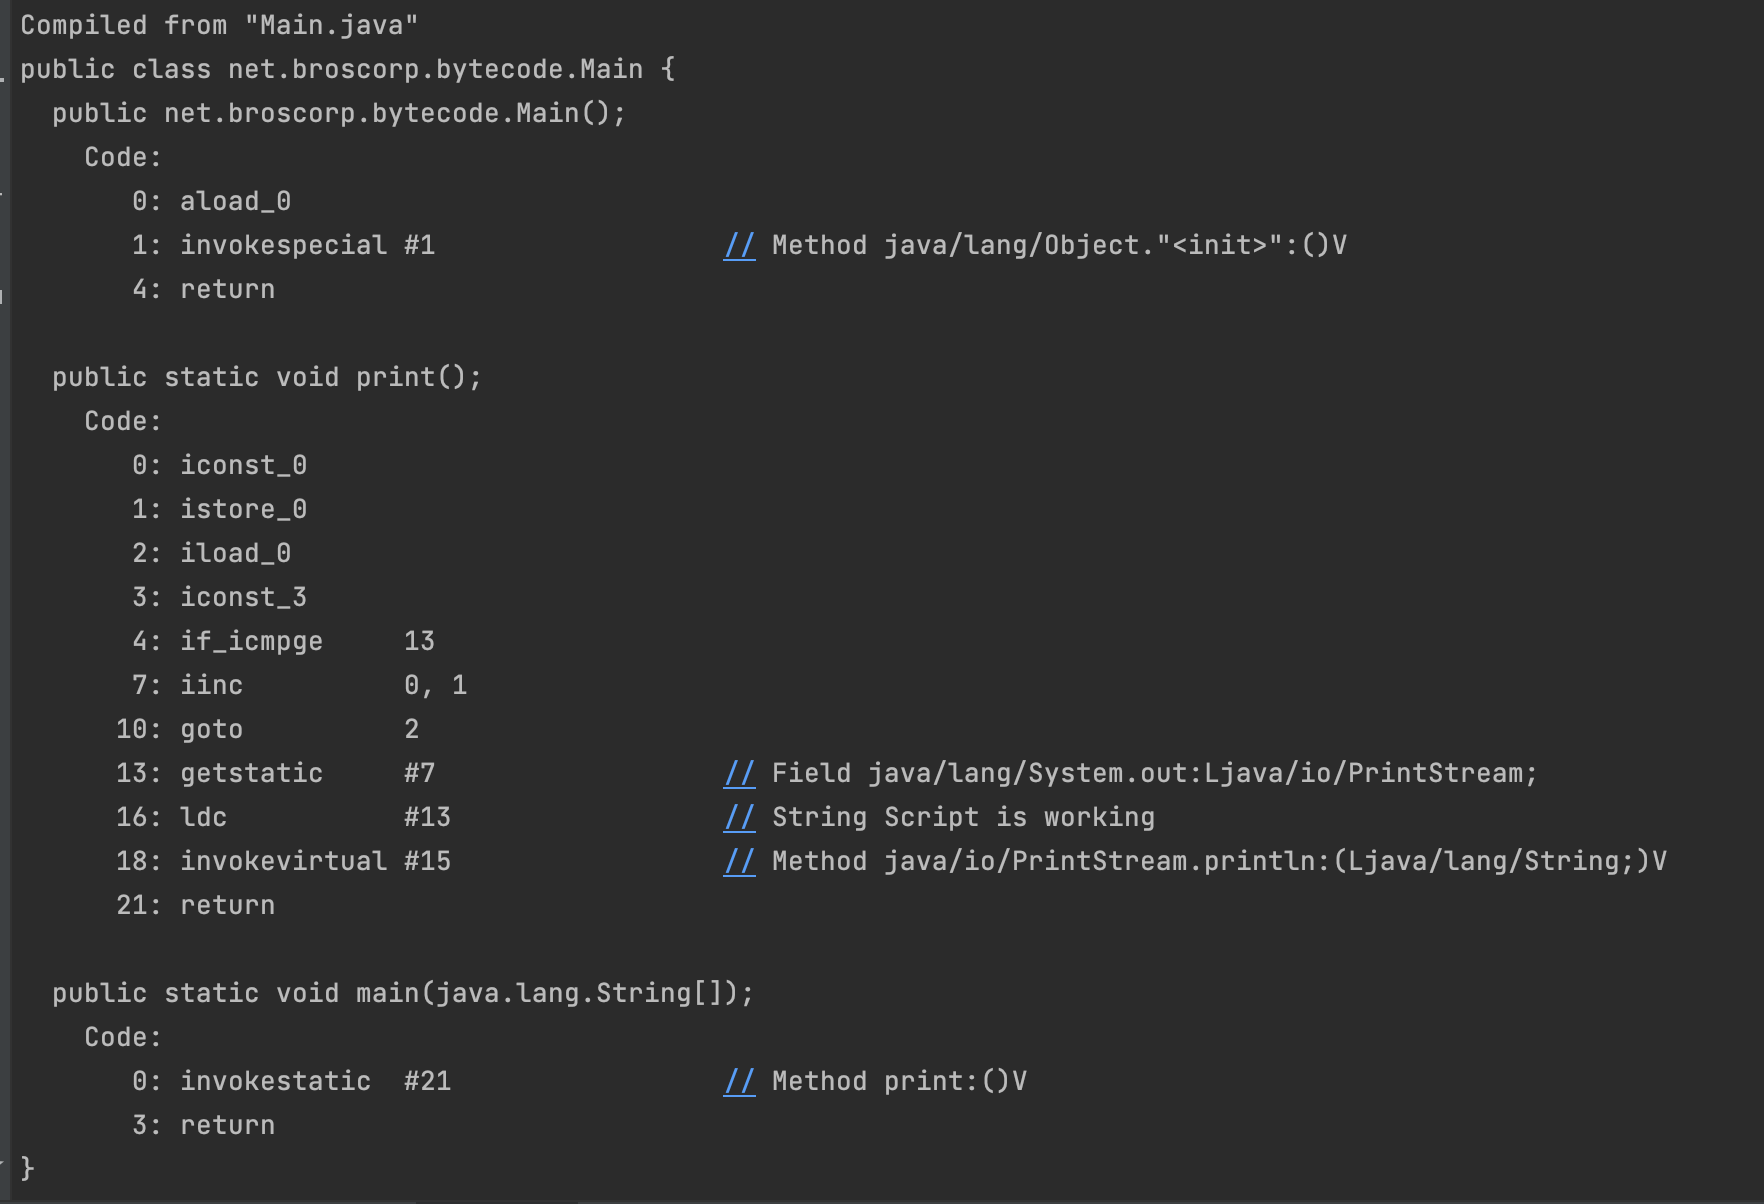 Compiled from "Main.java"
public class net.broscorp.bytecode.Main {
  public net.broscorp.bytecode.Main();
    Code:
       0: aload_0
       1: invokespecial #1                  // Method java/lang/Object."<init>":()V
       4: return

  public static void print();
    Code:
       0: iconst_0
       1: istore_0
       2: iload_0
       3: iconst_3
       4: if_icmpge     13
       7: iinc          0, 1
      10: goto          2
      13: getstatic     #7                  // Field java/lang/System.out:Ljava/io/PrintStream;
      16: ldc           #13                 // String Script is working
      18: invokevirtual #15                 // Method java/io/PrintStream.println:(Ljava/lang/String;)V
      21: return

  public static void main(java.lang.String[]);
    Code:
       0: invokestatic  #21                 // Method print:()V
       3: return
}